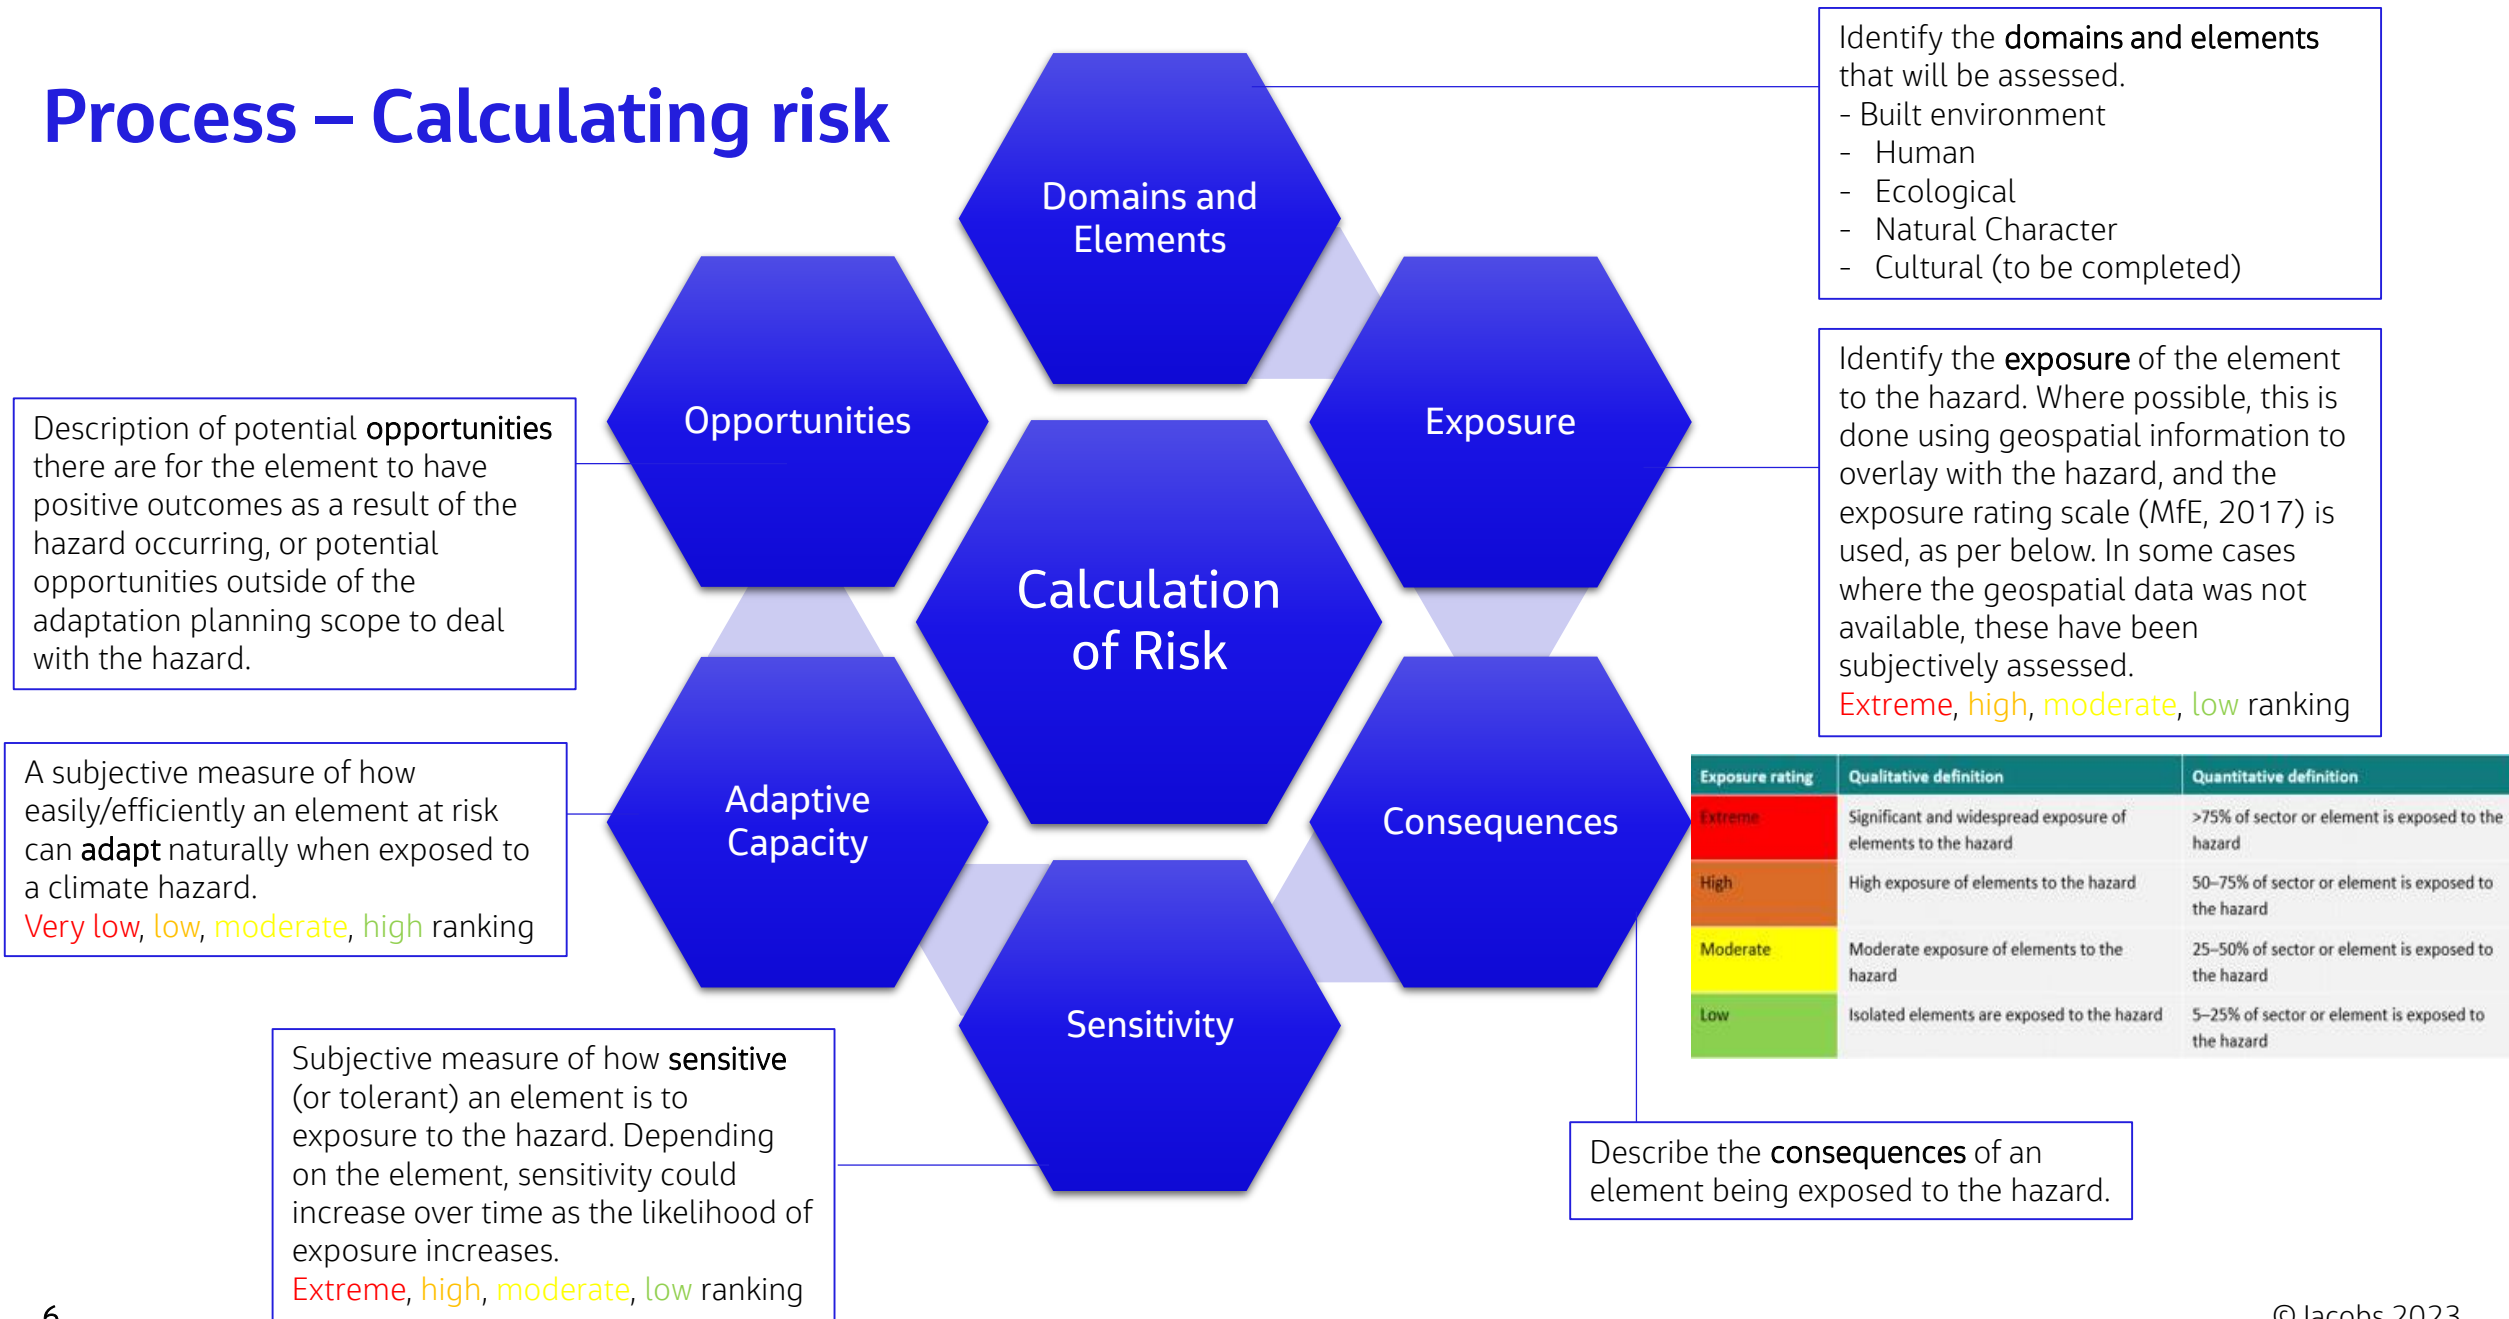 Process – Calculating risk
Domains and
Elements
Exposure
Consequences
Sensitivity
Adaptive
Capacity
Opportunities
Calculation
of Risk
Identify the domains and elements
that will be assessed.
- Built environment
- Human
- Ecological
- Natural Character
- Cultural (to be completed)
Identify the exposure of the element
to the hazard. Where possible, this is
done using geospatial information to
overlay with the hazard, and the
exposure rating scale (MfE, 2017) is
used, as per below. In some cases
where the geospatial data was not
available, these have been
subjectively assessed.
Extreme, high, moderate, low ranking
Exposure rating Qualitative definition Quantitative definition
Extreme Significant and widespread exposure of >75% of sector or element is exposed to the
elements to the hazard hazard
High High exposure of elements to the hazard 50–75% of sector or element is exposed to
the hazard
Moderate Moderate exposure of elements to the 25–50% of sector or element is exposed to
hazard the hazard
Low Isolated elements are exposed to the hazard 5–25% of sector or element is exposed to
the hazard
Describe the consequences of an
element being exposed to the hazard.
Subjective measure of how sensitive
(or tolerant) an element is to
exposure to the hazard. Depending
on the element, sensitivity could
increase over time as the likelihood of
exposure increases.
Extreme, high, moderate, low ranking
A subjective measure of how
easily/efficiently an element at risk
can adapt naturally when exposed to
a climate hazard.
Very low, low, moderate, high ranking
Description of potential opportunities
there are for the element to have
positive outcomes as a result of the
hazard occurring, or potential
opportunities outside of the
adaptation planning scope to deal
with the hazard.
6
© Jacobs 2023